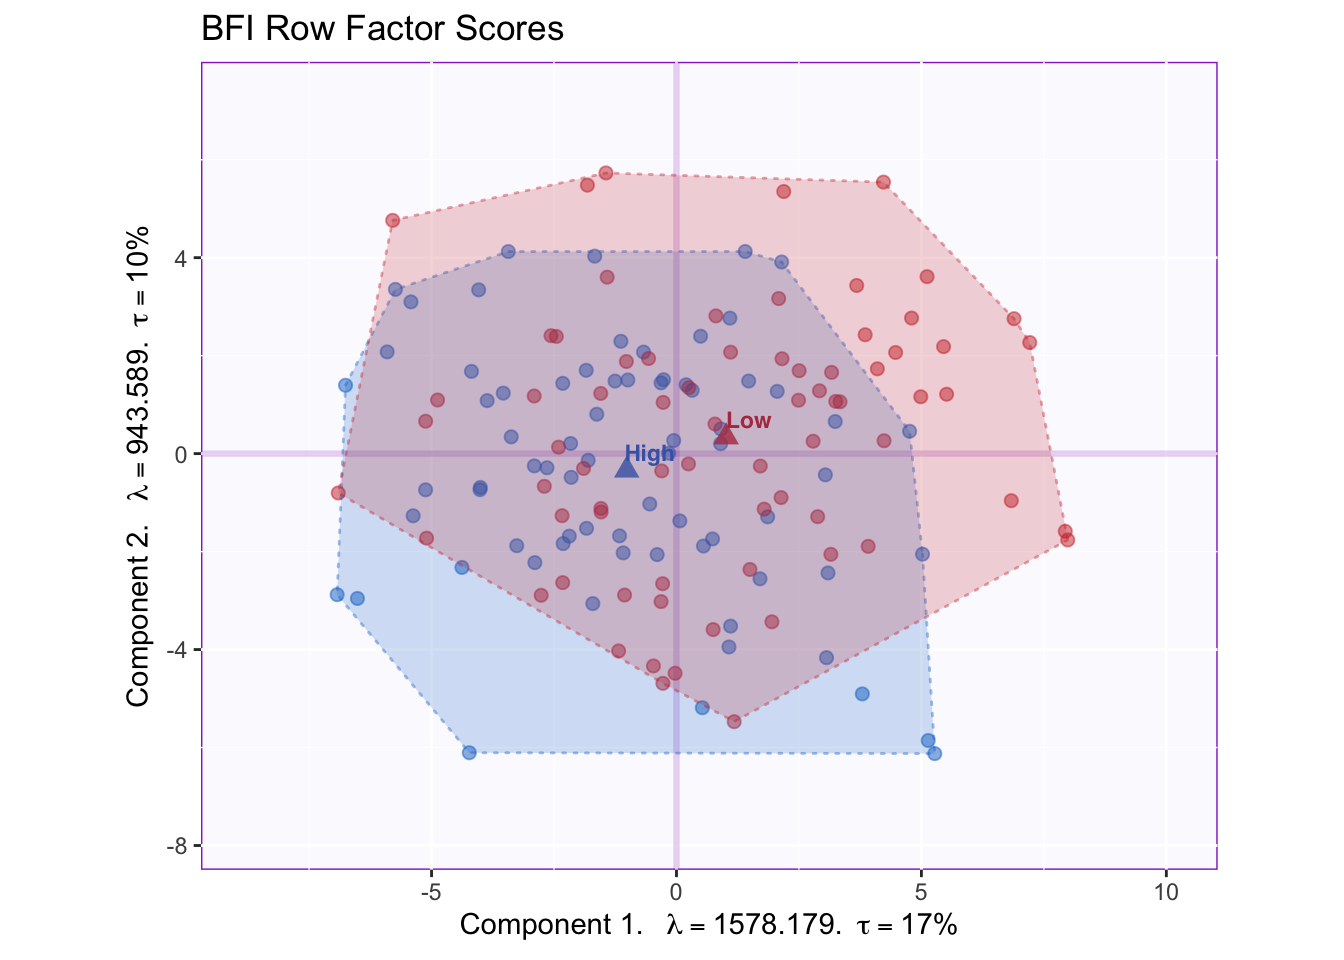 BFI Row Factor Scores
Component 2. λ = 943.589. τ = 10%
4
0
-4
-8
Low
High
-5
0
5
10
Component 1. λ = 1578.179. τ = 17%